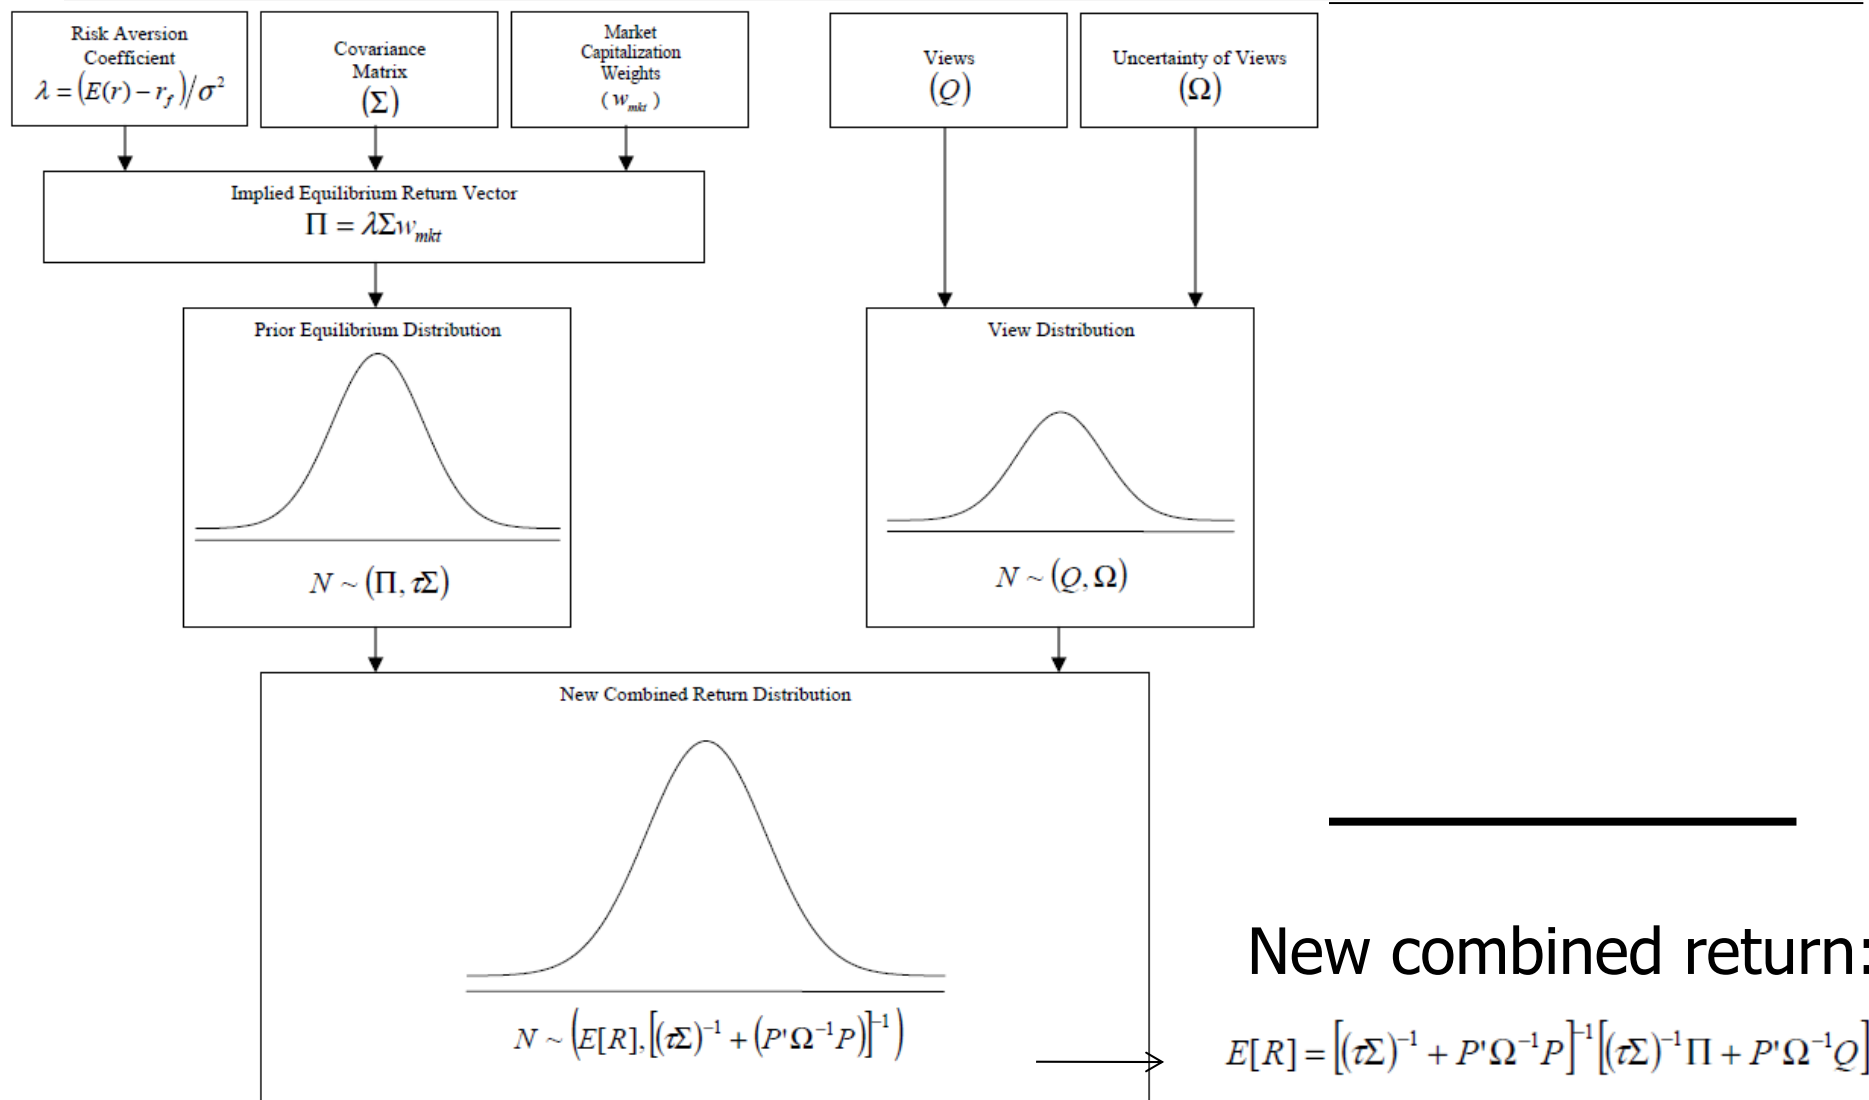 Risk Aversion
Coefficient
λ = (E(r) − r_f)/σ²
Covariance
Matrix
(Σ)
Market
Capitalization
Weights
(w_mkt)
Views
(Q)
Uncertainty of Views
(Ω)
Implied Equilibrium Return Vector
Π = λΣw_mkt
Prior Equilibrium Distribution
N ~ (Π, τΣ)
View Distribution
N ~ (Q, Ω)
New Combined Return Distribution
N ~ (E[R], [(τΣ)⁻¹ + (P'Ω⁻¹P)]⁻¹)
New combined return:
E[R] = [(τΣ)⁻¹ + P'Ω⁻¹P]⁻¹[(τΣ)⁻¹Π + P'Ω⁻¹Q]